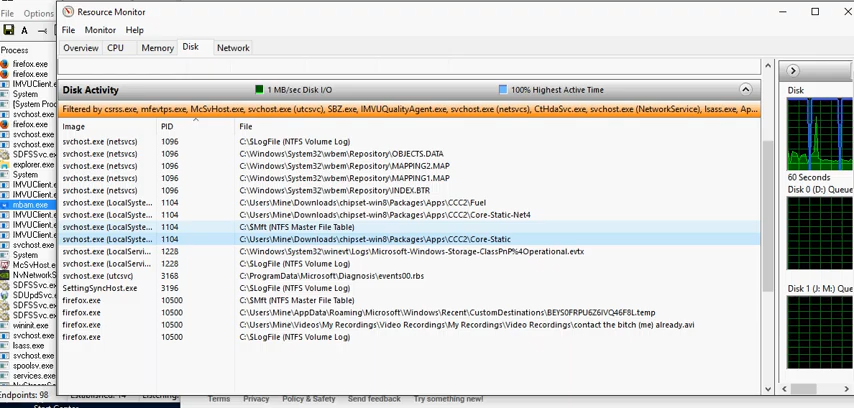 Resource Monitor
File Options
File Monitor Help
A
Overview CPU Memory Disk Network
Process
firefox.exe
firefox.exe
IMVUClient.e
System
[System Proc
IMVUClient.e
firefox.exe
svchost.exe
svchost.exe
SDFSSvc.e
explorer.exe
System
IMVUClient.e
IMVUClient.e
mbam.exe
IMVUClient.e
IMVUClient.e
IMVUClient.e
svchost.exe
System
McSvHost.e
NvNetworkS
SDFSSvc.e
SDUpdSvc.e
SDFSSvc.e
wininit.exe
svchost.exe
lsass.exe
spoolsv.exe
services.exe
NvStreamS
Endpoints: 98 Established: 14 Listening:
Disk Activity 1 MB/sec Disk I/O 100% Highest Active Time
Filtered by csrss.exe, mfevtps.exe, McSvHost.exe, svchost.exe (utcsvc), SBZ.exe, IMVUQualityAgent.exe, svchost.exe (netsvcs), CtHdaSvc.exe, svchost.exe (NetworkService), lsass.exe, Ap...
Image PID File
svchost.exe (netsvcs) 1096 C:\$LogFile (NTFS Volume Log)
svchost.exe (netsvcs) 1096 C:\Windows\System32\wbem\Repository\OBJECTS.DATA
svchost.exe (netsvcs) 1096 C:\Windows\System32\wbem\Repository\MAPPING2.MAP
svchost.exe (netsvcs) 1096 C:\Windows\System32\wbem\Repository\MAPPING1.MAP
svchost.exe (netsvcs) 1096 C:\Windows\System32\wbem\Repository\INDEX.BTR
svchost.exe (LocalSyste... 1104 C:\Users\Mine\Downloads\chipset-win8\Packages\Apps\CCC2\Fuel
svchost.exe (LocalSyste... 1104 C:\Users\Mine\Downloads\chipset-win8\Packages\Apps\CCC2\Core-Static-Net4
svchost.exe (LocalSyste... 1104 C:\$Mft (NTFS Master File Table)
svchost.exe (LocalSyste... 1104 C:\Users\Mine\Downloads\chipset-win8\Packages\Apps\CCC2\Core-Static
svchost.exe (LocalServi... 1228 C:\Windows\System32\winevt\Logs\Microsoft-Windows-Storage-ClassPnP%4Operational.evtx
svchost.exe (LocalServi... 1228 C:\$LogFile (NTFS Volume Log)
svchost.exe (utcsvc) 3168 C:\ProgramData\Microsoft\Diagnosis\events00.rbs
SettingSyncHost.exe 3196 C:\$LogFile (NTFS Volume Log)
firefox.exe 10500 C:\$Mft (NTFS Master File Table)
firefox.exe 10500 C:\Users\Mine\AppData\Roaming\Microsoft\Windows\Recent\CustomDestinations\BEYS0FRPU6Z6IVQ46F8L.temp
firefox.exe 10500 C:\Users\Mine\Videos\My Recordings\Video Recordings\My Recordings\Video Recordings\contact the bitch (me) already.avi
firefox.exe 10500 C:\$LogFile (NTFS Volume Log)
Disk
60 Seconds
Disk 0 (D:) Queue
Disk 1 (J: M:) Queue
Terms Privacy Policy & Safety Send feedback Try something new!
Start Center